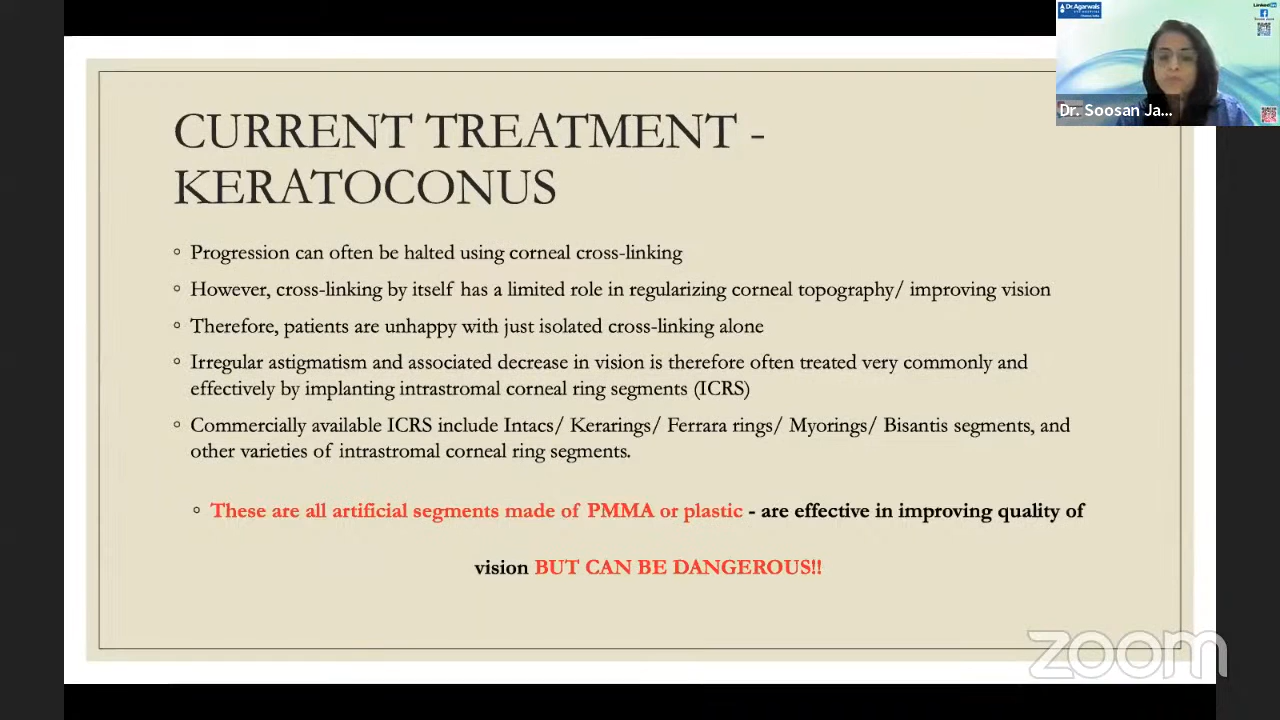 Dr.Agarwals
LinkedIn
Dr. Soosan Ja...
CURRENT TREATMENT -
KERATOCONUS
◦ Progression can often be halted using corneal cross-linking
◦ However, cross-linking by itself has a limited role in regularizing corneal topography/ improving vision
◦ Therefore, patients are unhappy with just isolated cross-linking alone
◦ Irregular astigmatism and associated decrease in vision is therefore often treated very commonly and
effectively by implanting intrastromal corneal ring segments (ICRS)
◦ Commercially available ICRS include Intacs/ Kerarings/ Ferrara rings/ Myorings/ Bisantis segments, and
other varieties of intrastromal corneal ring segments.
◦ These are all artificial segments made of PMMA or plastic - are effective in improving quality of
vision BUT CAN BE DANGEROUS!!
zoom